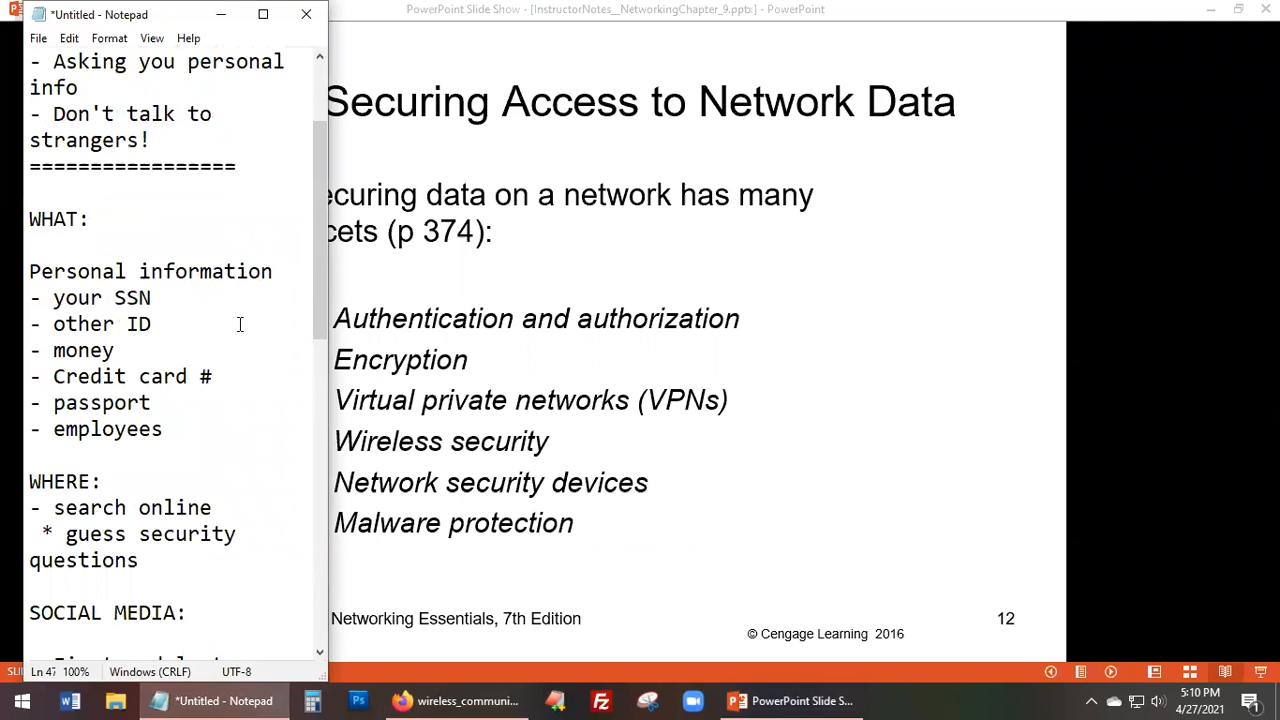 *Untitled - Notepad
File Edit Format View Help
- Asking you personal
info
- Don't talk to
strangers!
=================
WHAT:
Personal information
- your SSN
- other ID
- money
- Credit card #
- passport
- employees
WHERE:
- search online
* guess security
questions
SOCIAL MEDIA:
Ln 47 100% Windows (CRLF) UTF-8
PowerPoint Slide Show - [InstructorNotes__NetworkingChapter_9.pptx] - PowerPoint
Securing Access to Network Data
ecuring data on a network has many
cets (p 374):
Authentication and authorization
Encryption
Virtual private networks (VPNs)
Wireless security
Network security devices
Malware protection
Networking Essentials, 7th Edition
12
© Cengage Learning 2016
*Untitled - Notepad
wireless_communi...
PowerPoint Slide S...
5:10 PM
4/27/2021